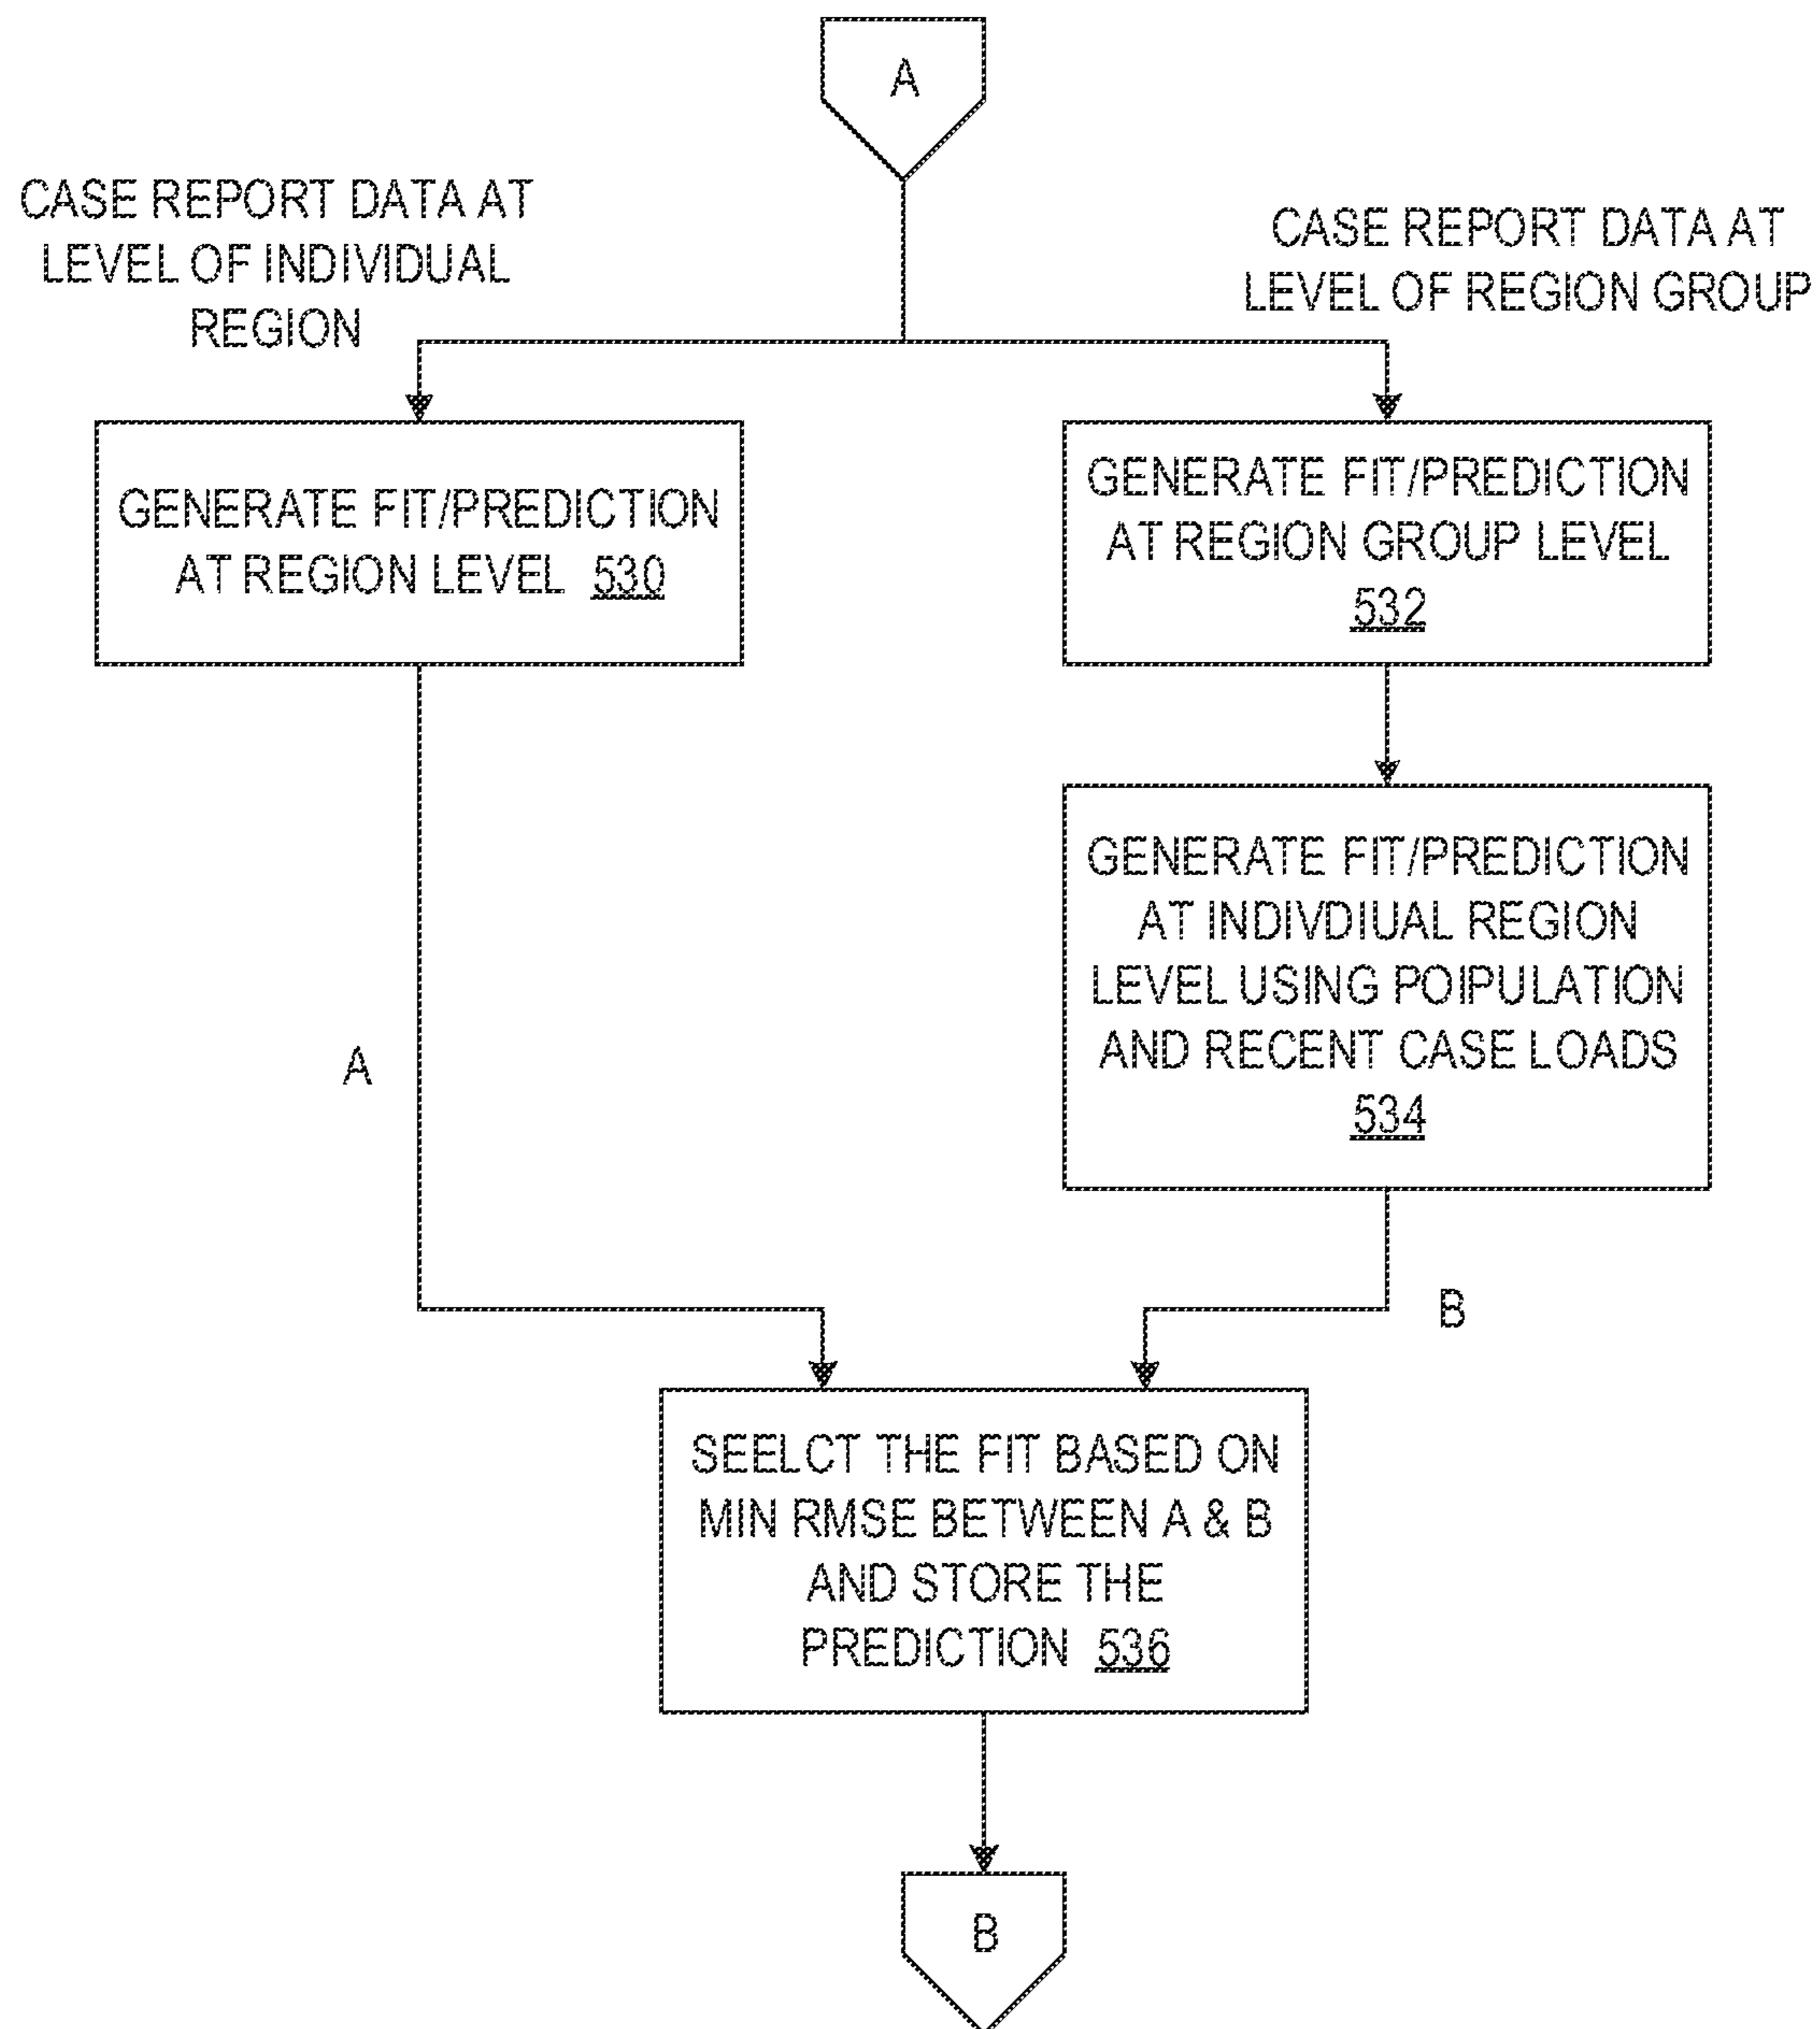 A
CASE REPORT DATA AT
LEVEL OF INDIVIDUAL
REGION
CASE REPORT DATA AT
LEVEL OF REGION GROUP
GENERATE FIT/PREDICTION
AT REGION LEVEL 530
GENERATE FIT/PREDICTION
AT REGION GROUP LEVEL
532
GENERATE FIT/PREDICTION
AT INDIVDIUAL REGION
LEVEL USING POIPULATION
AND RECENT CASE LOADS
534
A
B
SEELCT THE FIT BASED ON
MIN RMSE BETWEEN A & B
AND STORE THE
PREDICTION 536
B